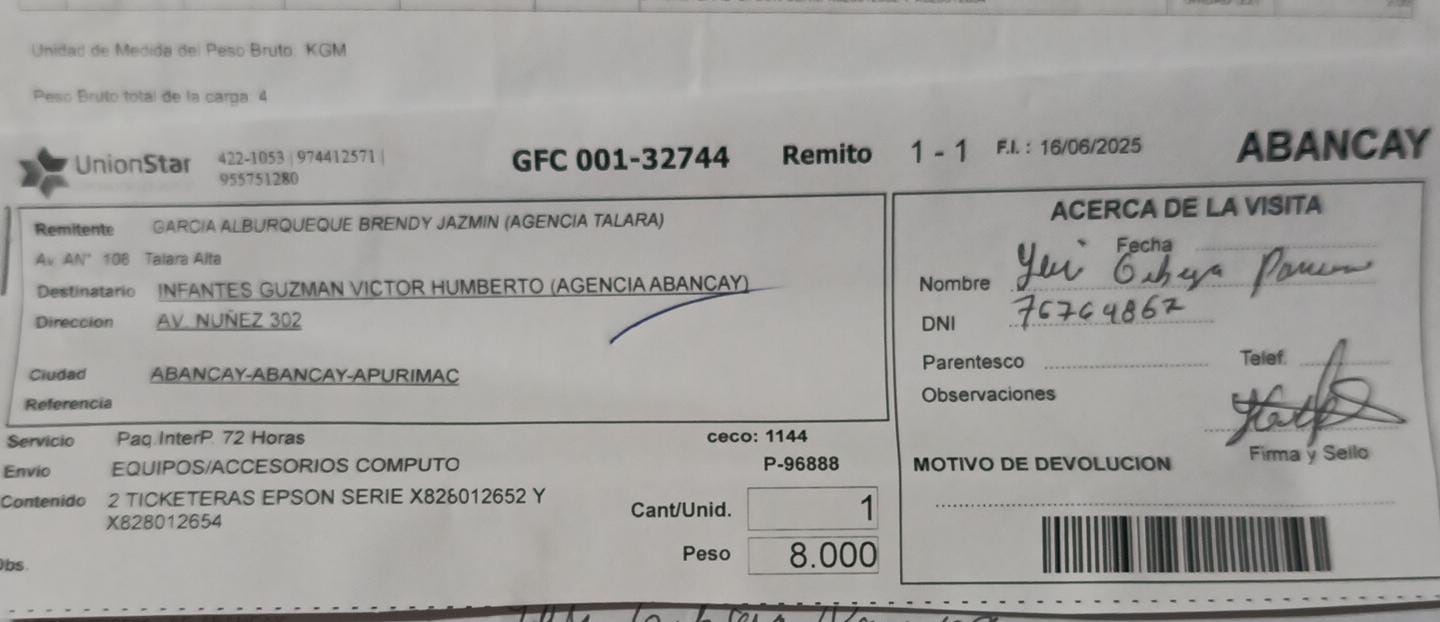 Unidad de Medida del Peso Bruto: KGM
Peso Bruto total de la carga 4
UnionStar
422-1053 | 974412571 |
955751280
GFC 001-32744 Remito 1 - 1 F.I. : 16/06/2025 ABANCAY
Remitente GARCIA ALBURQUEQUE BRENDY JAZMIN (AGENCIA TALARA)
Av. AN° 108 Talara Alta
Destinatario INFANTES GUZMAN VICTOR HUMBERTO (AGENCIA ABANCAY)
Direccion AV. NUÑEZ 302
Ciudad ABANCAY-ABANCAY-APURIMAC
Referencia
Servicio Paq.InterP. 72 Horas
ceco: 1144
Envio EQUIPOS/ACCESORIOS COMPUTO
P-96888
Contenido 2 TICKETERAS EPSON SERIE X828012652 Y
X828012654
Cant/Unid. 1
Peso 8.000
Obs.
ACERCA DE LA VISITA
Fecha
Nombre
DNI 76764862
Parentesco Telef.
Observaciones
Firma y Sello
MOTIVO DE DEVOLUCION